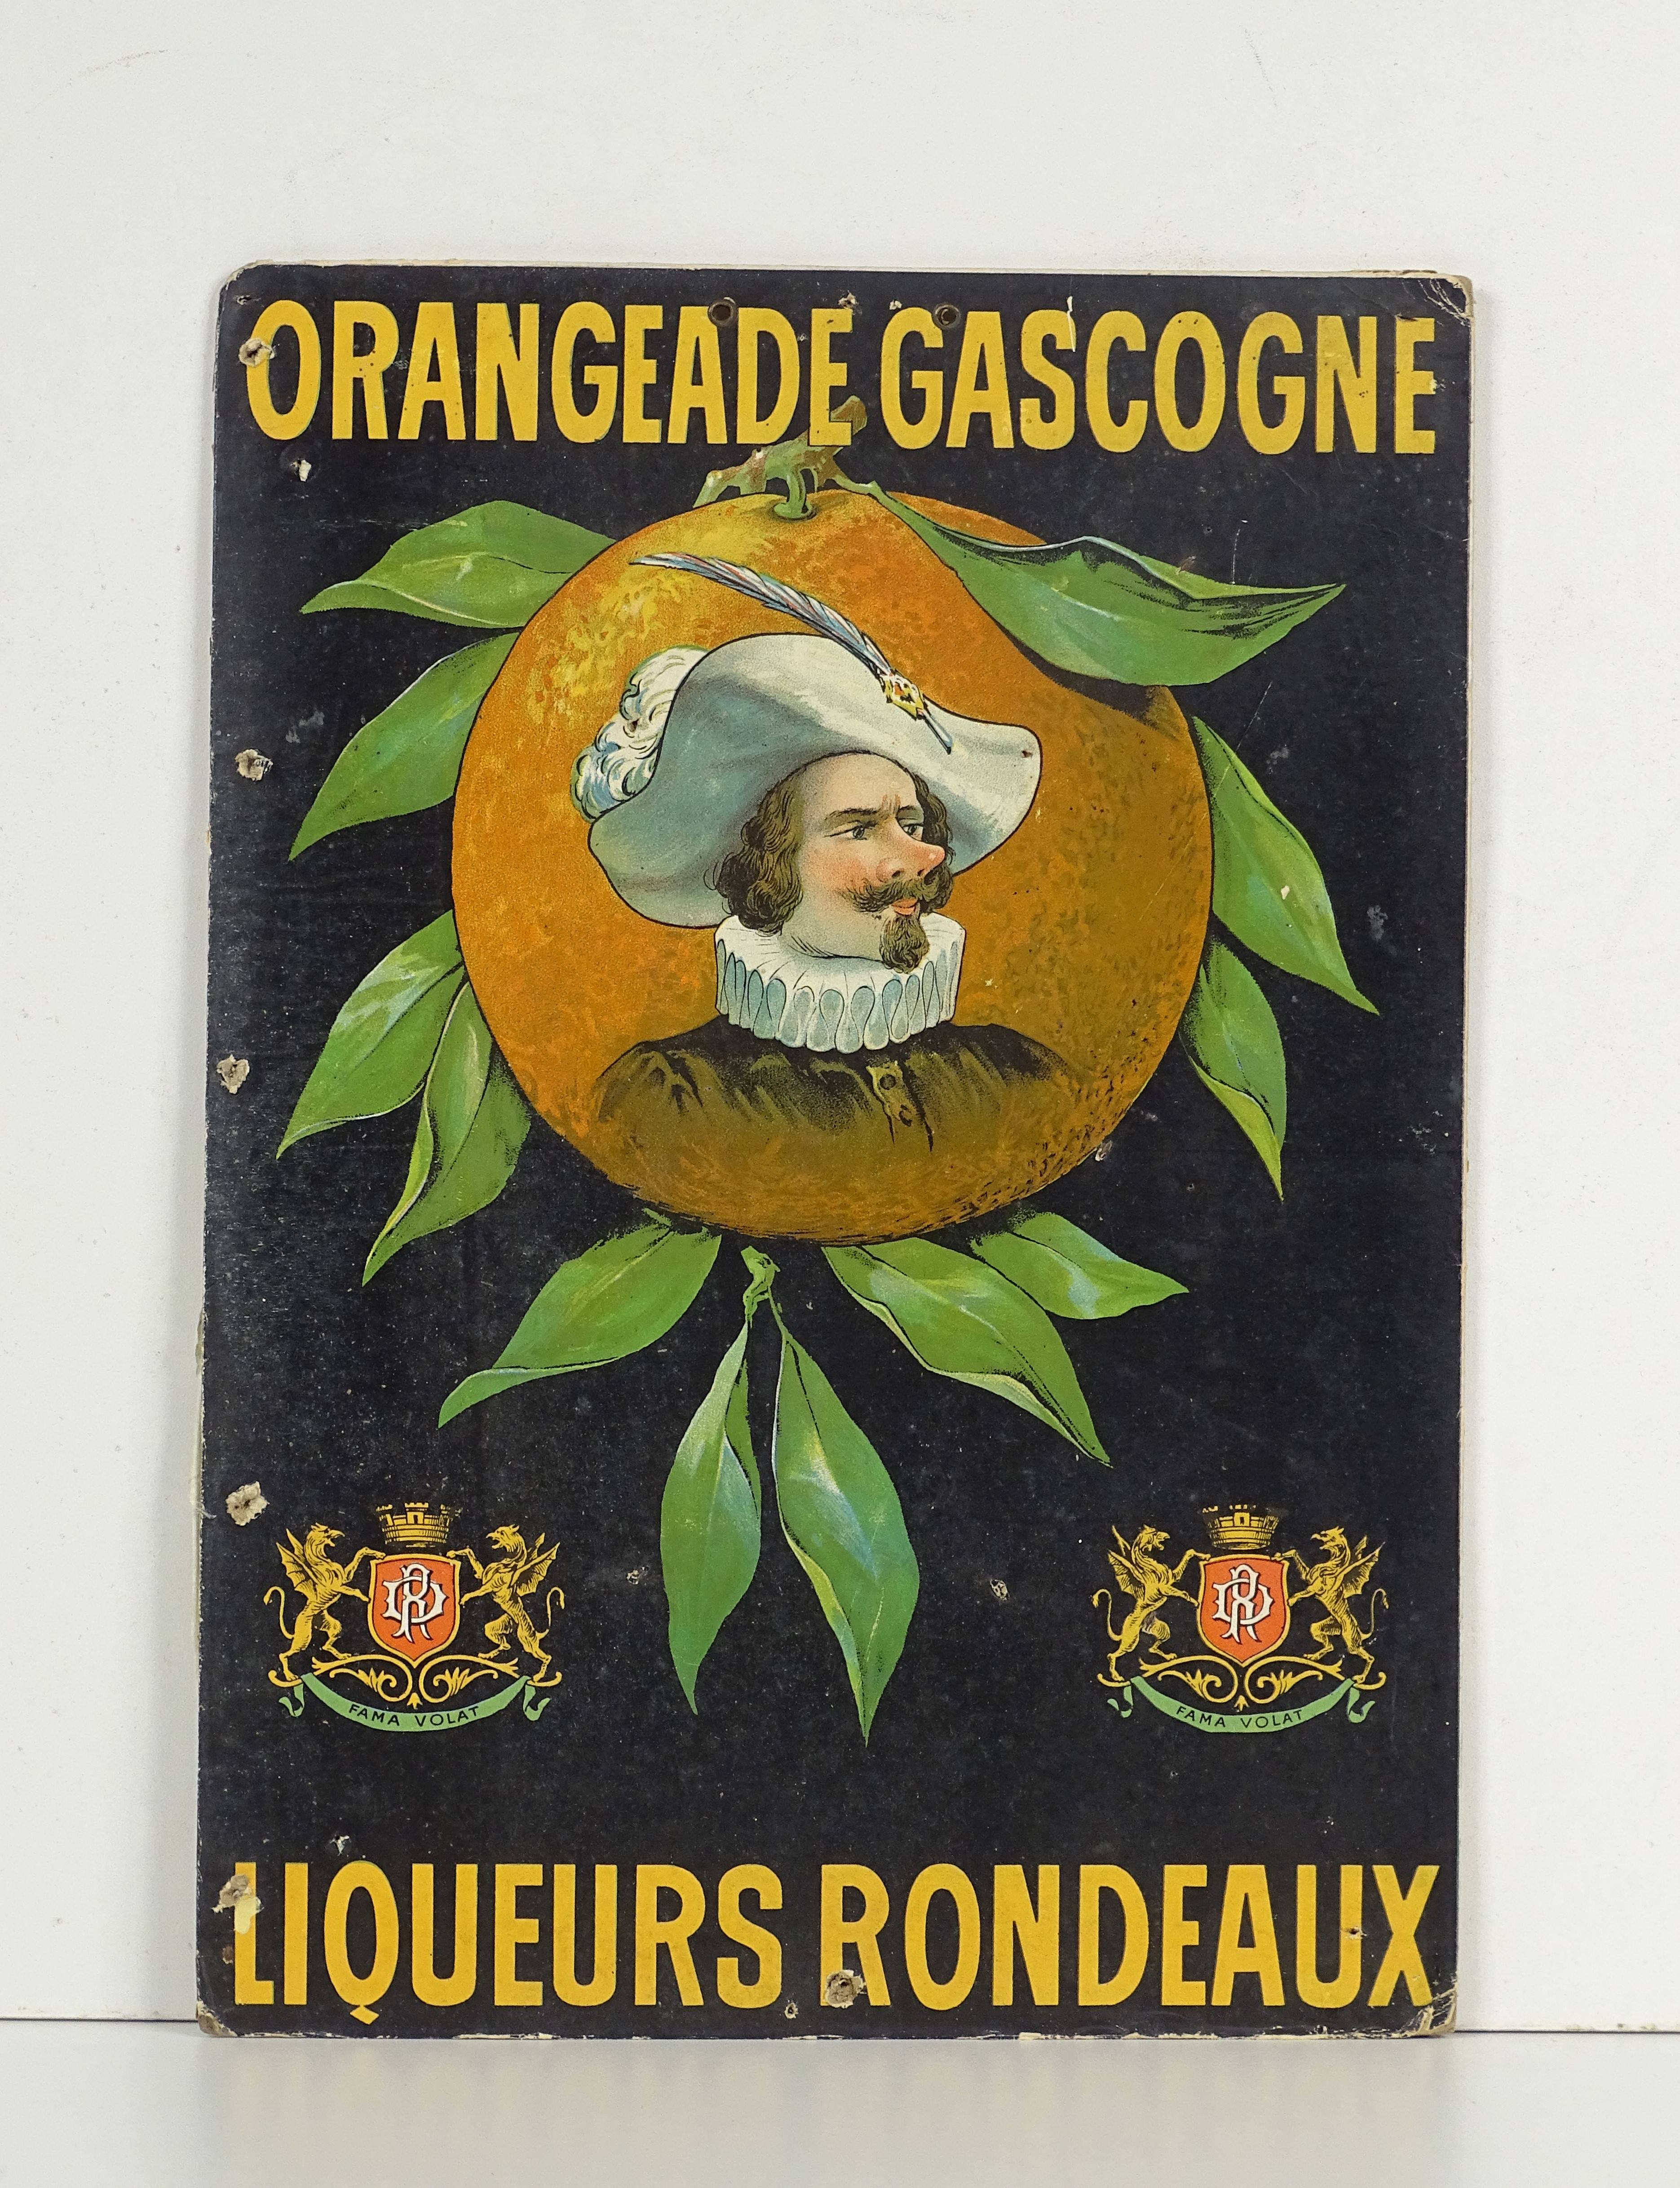 ORANGEADE GASCOGNE
FAMA VOLAT
FAMA VOLAT
LIQUEURS RONDEAUX